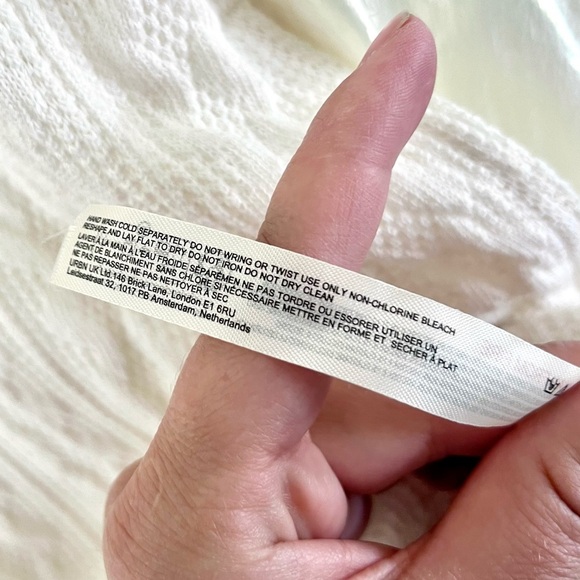 HAND WASH COLD SEPARATELY DO NOT WRING OR TWIST USE ONLY NON-CHLORINE BLEACH
RESHAPE AND LAY FLAT TO DRY DO NOT IRON DO NOT DRY CLEAN
LAVER À LA MAIN À L'EAU FROIDE SÉPARÉMEN NE PAS TORDRE OU ESSORER UTILISER UN
AGENT DE BLANCHIMENT SANS CHLORE SI NÉCESSAIRE METTRE EN FORME ET SECHER À PLAT
NE PAS REPASSER NE PAS NETTOYER À SEC
URBN UK Ltd.146 Brick Lane, London E1 6RU
Leidsestraat 32, 1017 PB Amsterdam, Netherlands